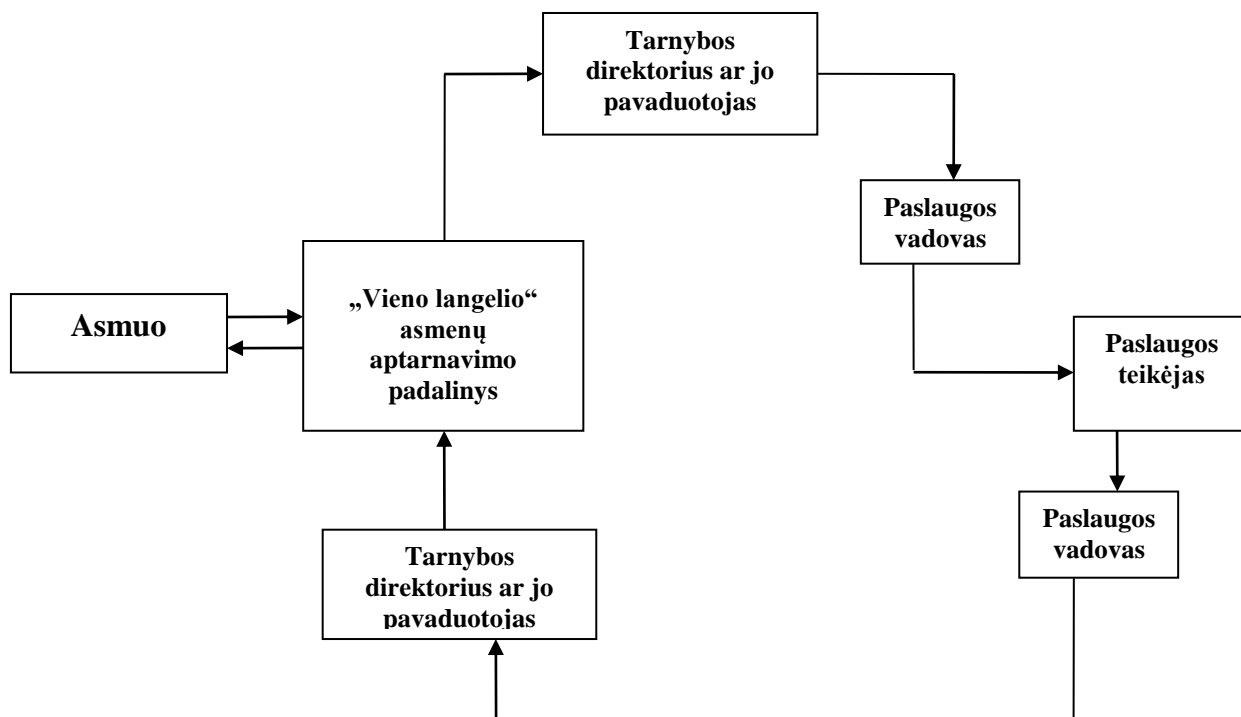 Tarnybos
direktorius ar jo
pavaduotojas
Paslaugos
vadovas
„Vieno langelio“
asmenų
aptarnavimo
padalinys
Asmuo
Paslaugos
teikėjas
Paslaugos
vadovas
Tarnybos
direktorius ar jo
pavaduotojas